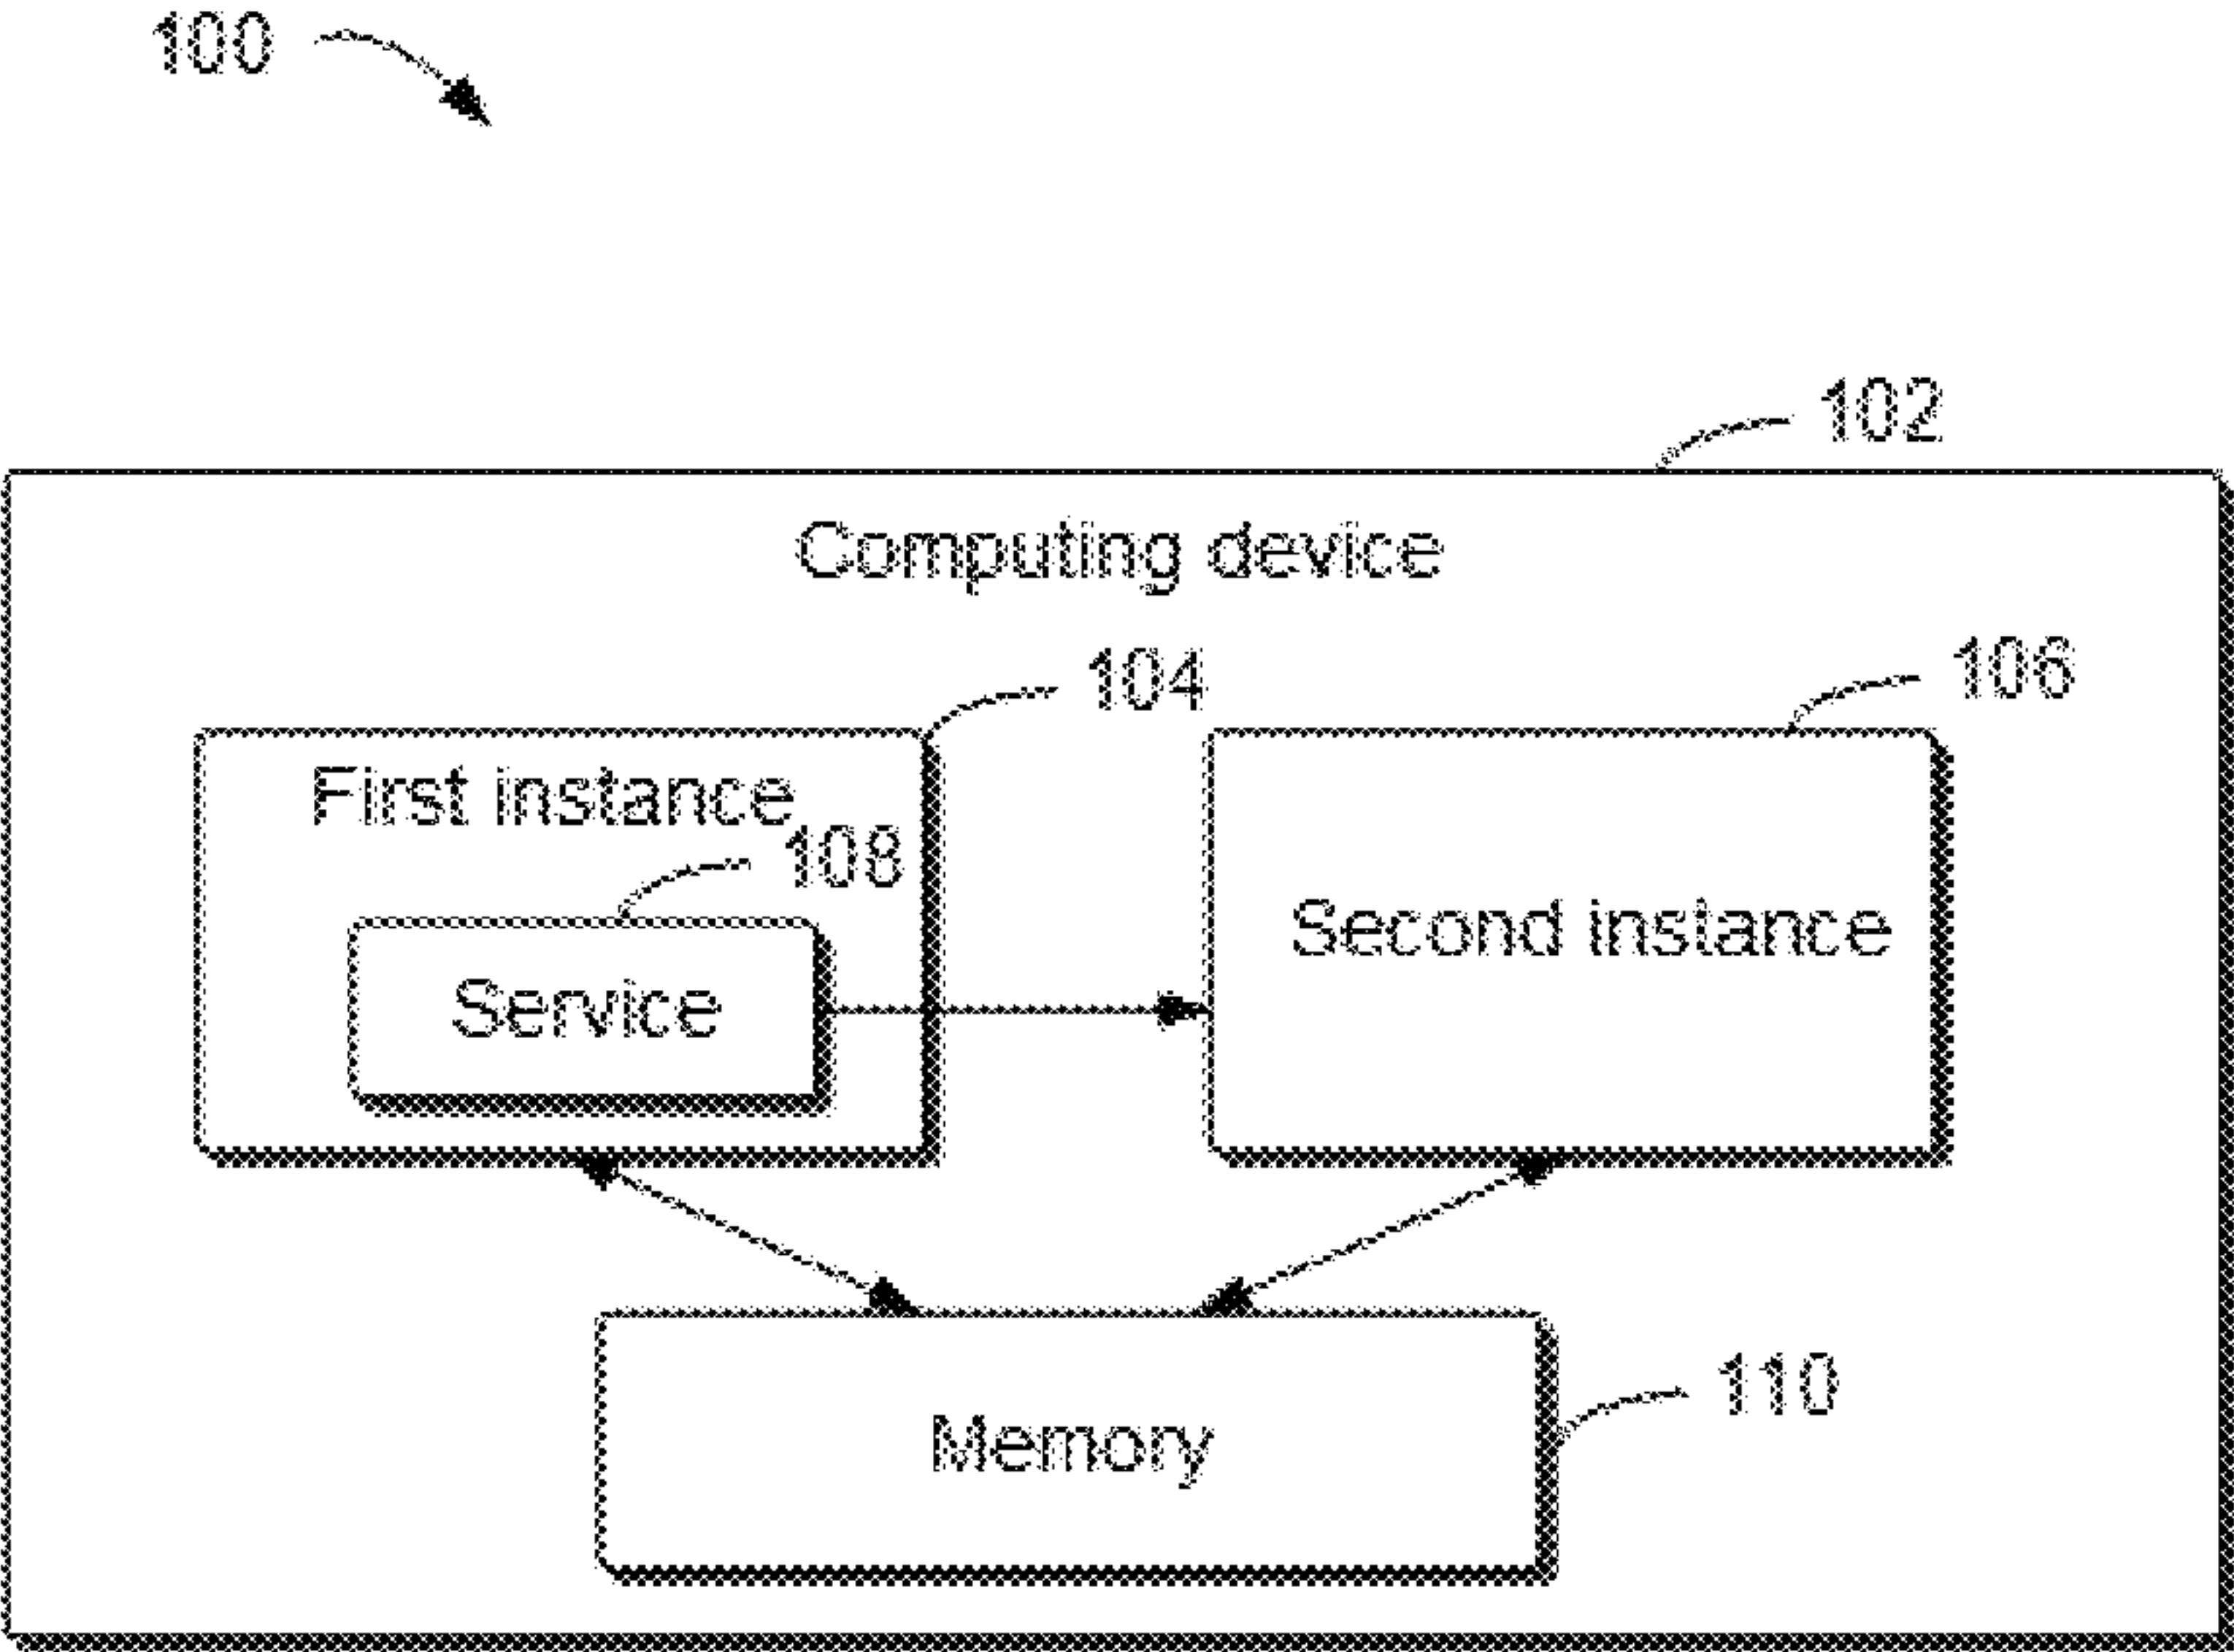 100
102
Computing device
104
106
First instance
108
Second instance
Service
110
Memory